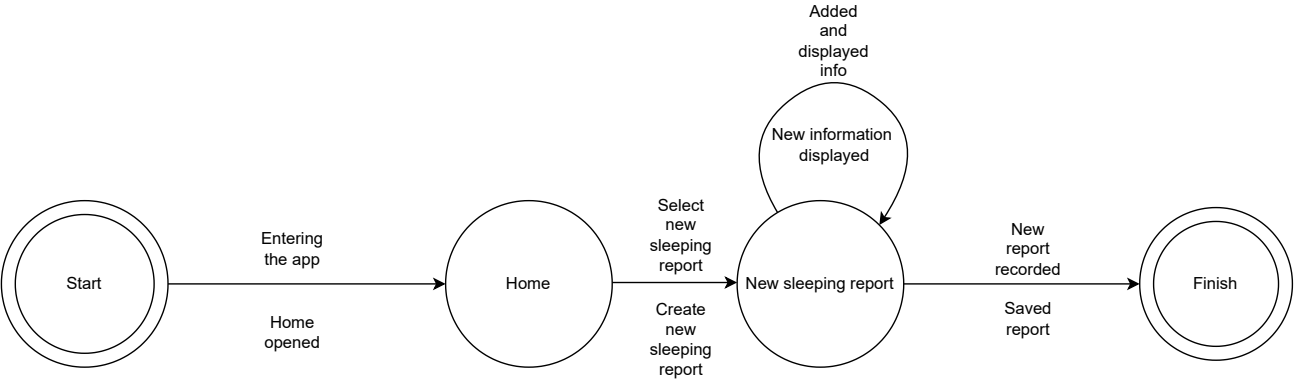 Added
and
displayed
info
New information
displayed
Start
Entering
the app
Home
opened
Home
Select
new
sleeping
report
Create
new
sleeping
report
New sleeping report
New
report
recorded
Saved
report
Finish